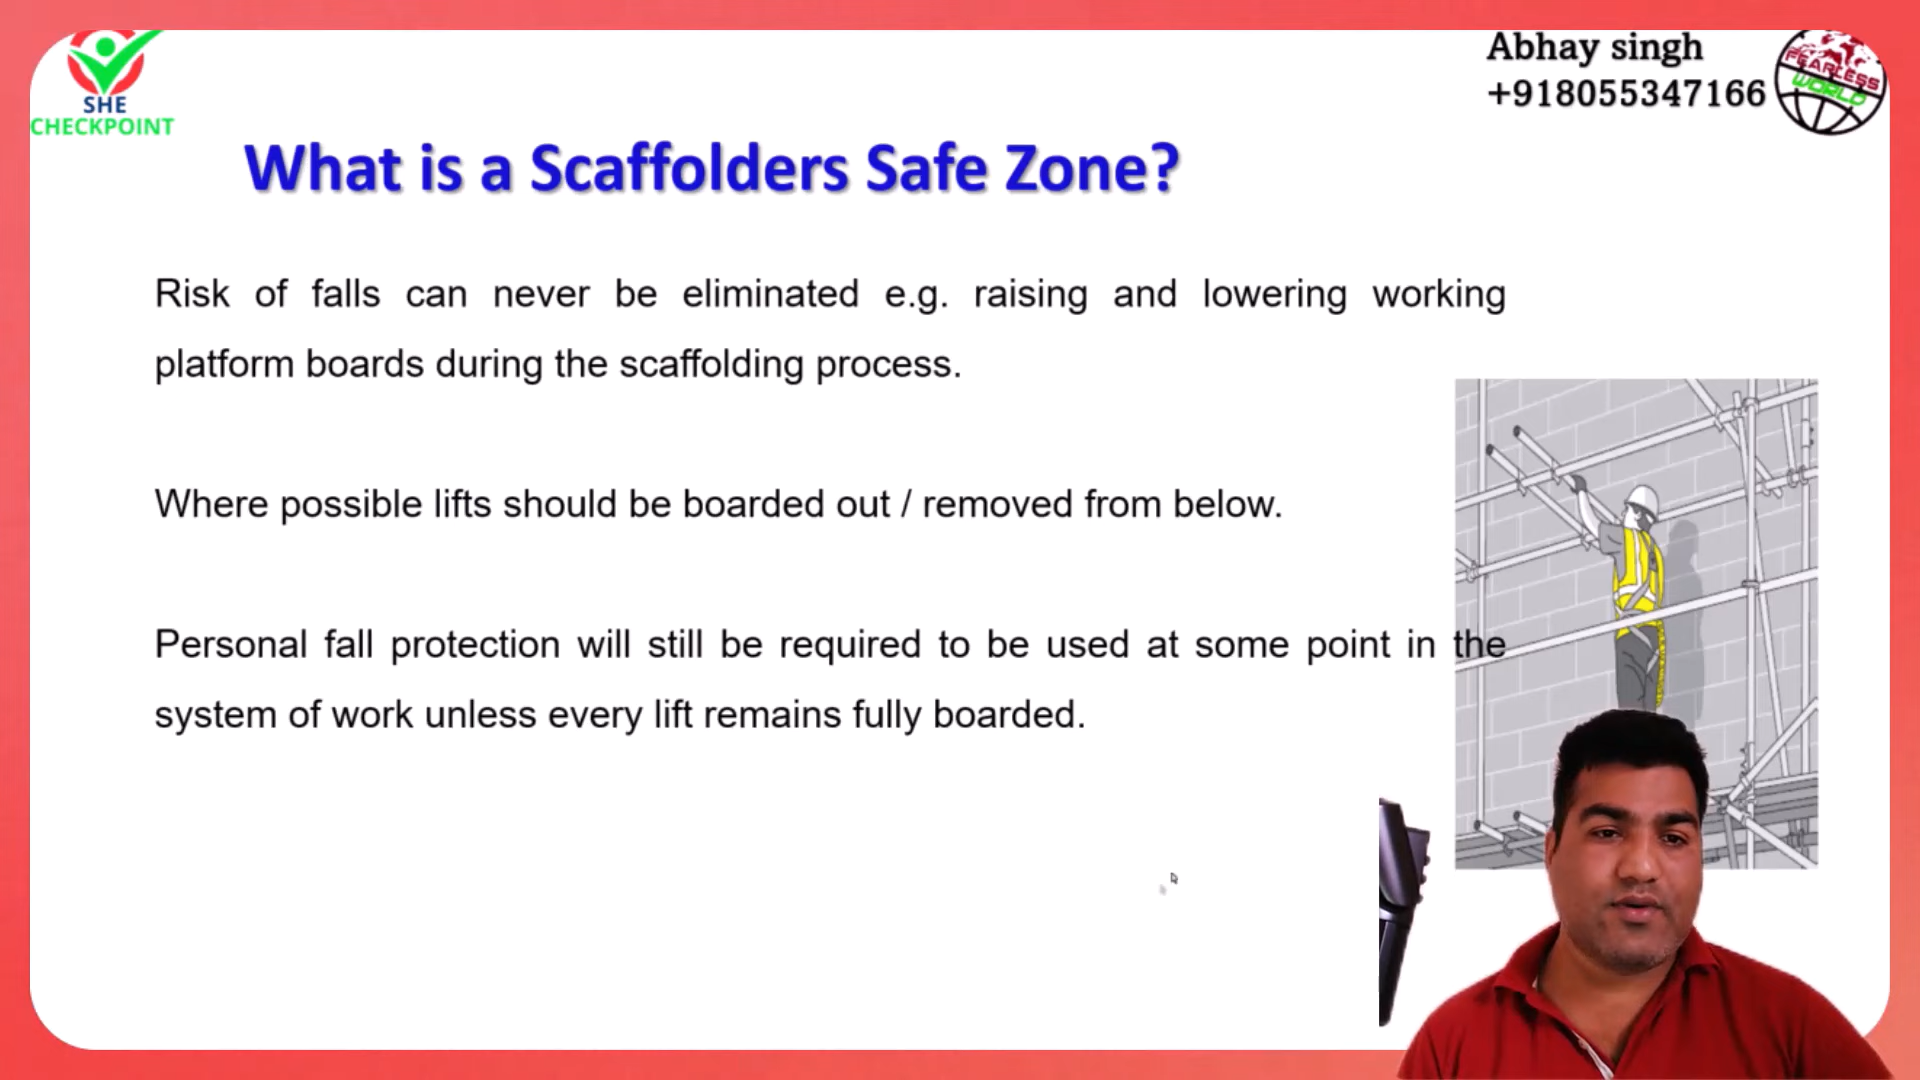 SHE
CHECKPOINT
Abhay singh
+918055347166
FEARLESS
WORLD
What is a Scaffolders Safe Zone?
Risk of falls can never be eliminated e.g. raising and lowering working
platform boards during the scaffolding process.
Where possible lifts should be boarded out / removed from below.
Personal fall protection will still be required to be used at some point in the
system of work unless every lift remains fully boarded.